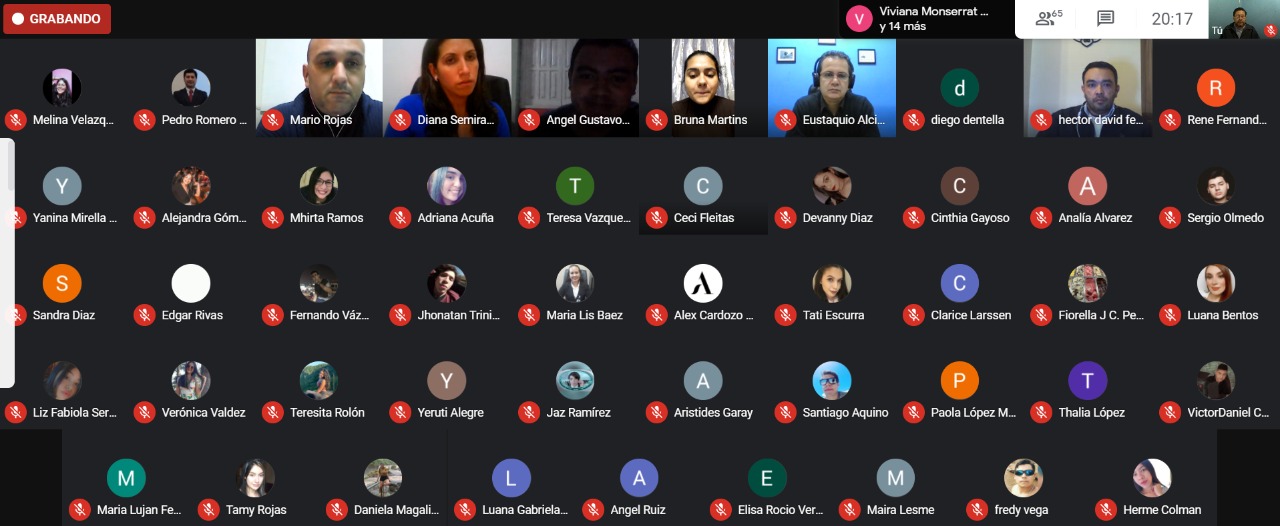 GRABANDO
V
Viviana Monserrat ...
y 14 más
65
20:17
Tú
Melina Velazq...
Pedro Romero ...
Mario Rojas
Diana Semira...
Angel Gustavo...
Bruna Martins
Eustaquio Alci...
d
diego dentella
hector david fe...
R
Rene Fernand...
Y
Yanina Mirella ...
Alejandra Góm...
Mhirta Ramos
Adriana Acuña
T
Teresa Vazque...
C
Ceci Fleitas
Devanny Diaz
C
Cinthia Gayoso
A
Analía Alvarez
Sergio Olmedo
S
Sandra Diaz
Edgar Rivas
Fernando Váz...
Jhonatan Trini...
Maria Lis Baez
Alex Cardozo ...
Tati Escurra
C
Clarice Larssen
Fiorella J C. Pe...
Luana Bentos
Liz Fabiola Ser...
Verónica Valdez
Teresita Rolón
Y
Yeruti Alegre
Jaz Ramírez
A
Aristides Garay
Santiago Aquino
P
Paola López M...
T
Thalia López
VictorDaniel C...
M
Maria Lujan Fe...
Tamy Rojas
Daniela Magali...
L
Luana Gabriela...
A
Angel Ruiz
E
Elisa Rocio Ver...
M
Maira Lesme
fredy vega
Herme Colman